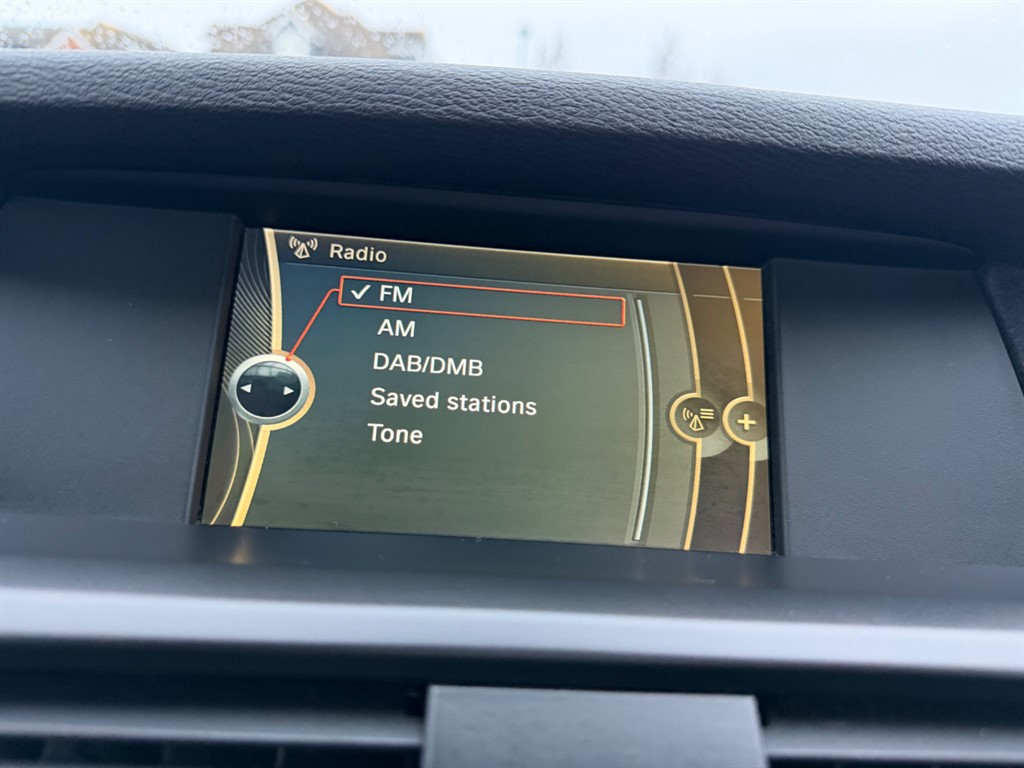 Radio
FM
AM
DAB/DMB
Saved stations
Tone